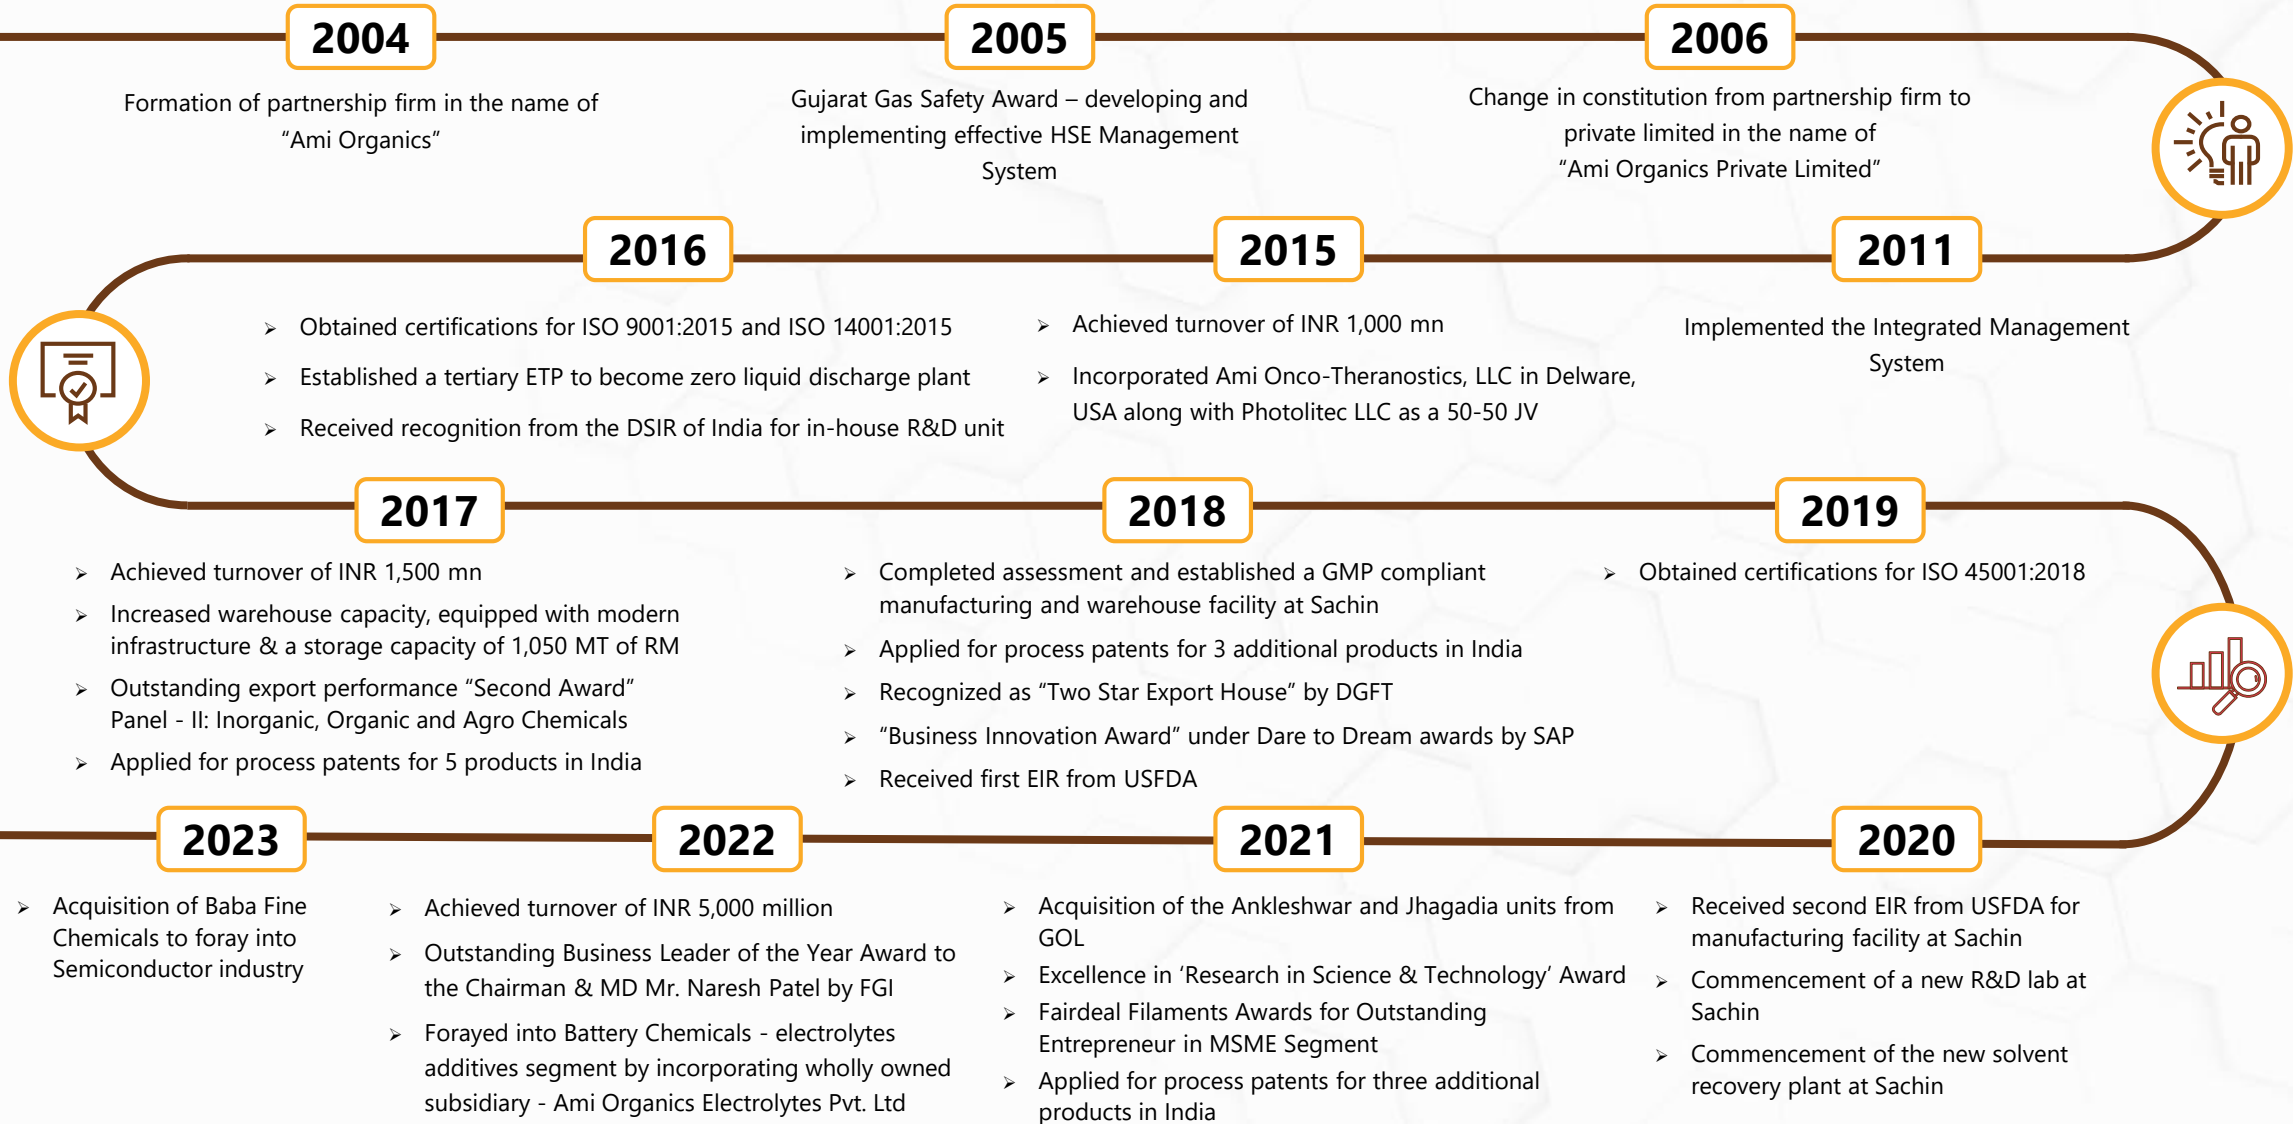 2004
Formation of partnership firm in the name of
“Ami Organics”
2005
Gujarat Gas Safety Award – developing and
implementing effective HSE Management
System
2006
Change in constitution from partnership firm to
private limited in the name of
“Ami Organics Private Limited”
2016
➢ Obtained certifications for ISO 9001:2015 and ISO 14001:2015
➢ Established a tertiary ETP to become zero liquid discharge plant
➢ Received recognition from the DSIR of India for in-house R&D unit
2015
➢ Achieved turnover of INR 1,000 mn
➢ Incorporated Ami Onco-Theranostics, LLC in Delware,
USA along with Photolitec LLC as a 50-50 JV
2011
Implemented the Integrated Management
System
2017
➢ Achieved turnover of INR 1,500 mn
➢ Increased warehouse capacity, equipped with modern
infrastructure & a storage capacity of 1,050 MT of RM
➢ Outstanding export performance “Second Award”
Panel - II: Inorganic, Organic and Agro Chemicals
➢ Applied for process patents for 5 products in India
2018
➢ Completed assessment and established a GMP compliant
manufacturing and warehouse facility at Sachin
➢ Applied for process patents for 3 additional products in India
➢ Recognized as “Two Star Export House” by DGFT
➢ “Business Innovation Award” under Dare to Dream awards by SAP
➢ Received first EIR from USFDA
2019
➢ Obtained certifications for ISO 45001:2018
2023
➢ Acquisition of Baba Fine
Chemicals to foray into
Semiconductor industry
2022
➢ Achieved turnover of INR 5,000 million
➢ Outstanding Business Leader of the Year Award to
the Chairman & MD Mr. Naresh Patel by FGI
➢ Forayed into Battery Chemicals - electrolytes
additives segment by incorporating wholly owned
subsidiary - Ami Organics Electrolytes Pvt. Ltd
2021
➢ Acquisition of the Ankleshwar and Jhagadia units from
GOL
➢ Excellence in ‘Research in Science & Technology’ Award
➢ Fairdeal Filaments Awards for Outstanding
Entrepreneur in MSME Segment
➢ Applied for process patents for three additional
products in India
2020
➢ Received second EIR from USFDA for
manufacturing facility at Sachin
➢ Commencement of a new R&D lab at
Sachin
➢ Commencement of the new solvent
recovery plant at Sachin